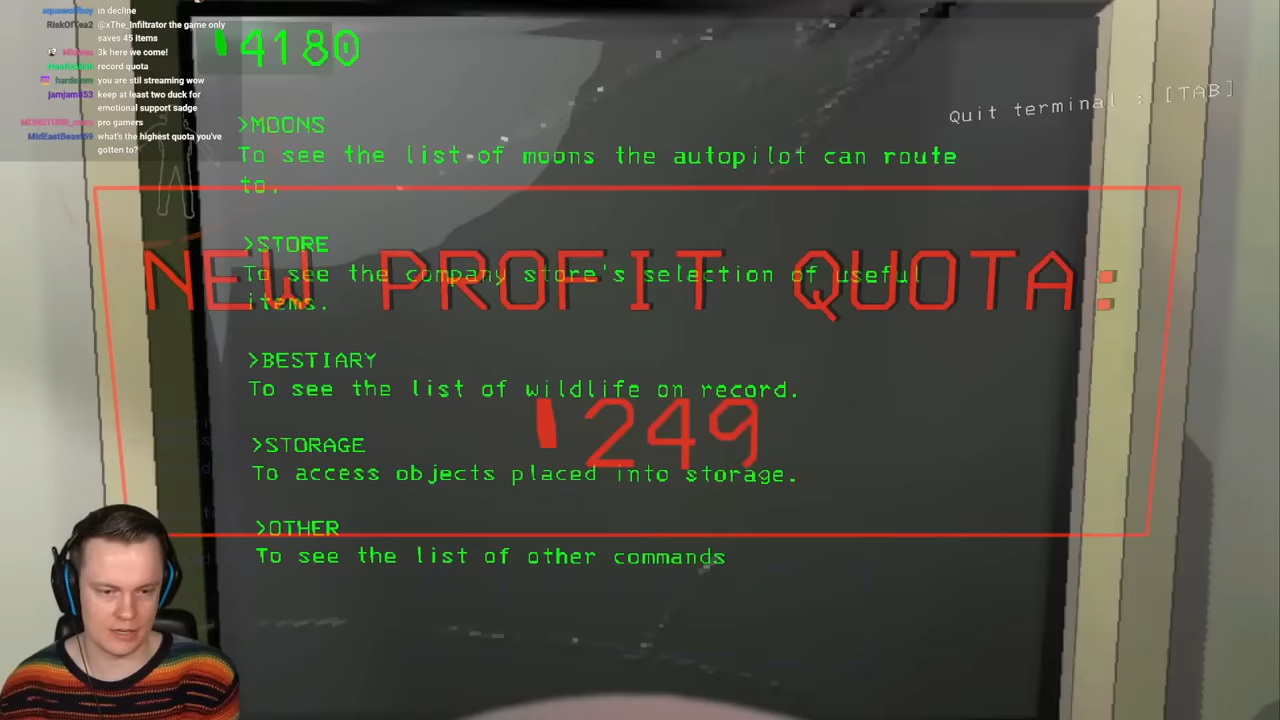 in decline
RiskOfTea2 @xThe_Infiltrator the game only
saves 45 items
3k here we come!
record quota
you are stil streaming wow
jamjam853 keep at least two duck for
emotional support sadge
pro gamers
MidEastBeast69 what's the highest quota you've
gotten to?
4180
Quit terminal : [TAB]
>MOONS
To see the list of moons the autopilot can route
to.
>STORE
To see the company store's selection of useful
items.
NEW PROFIT QUOTA:
249
>BESTIARY
To see the list of wildlife on record.
>STORAGE
To access objects placed into storage.
>OTHER
To see the list of other commands